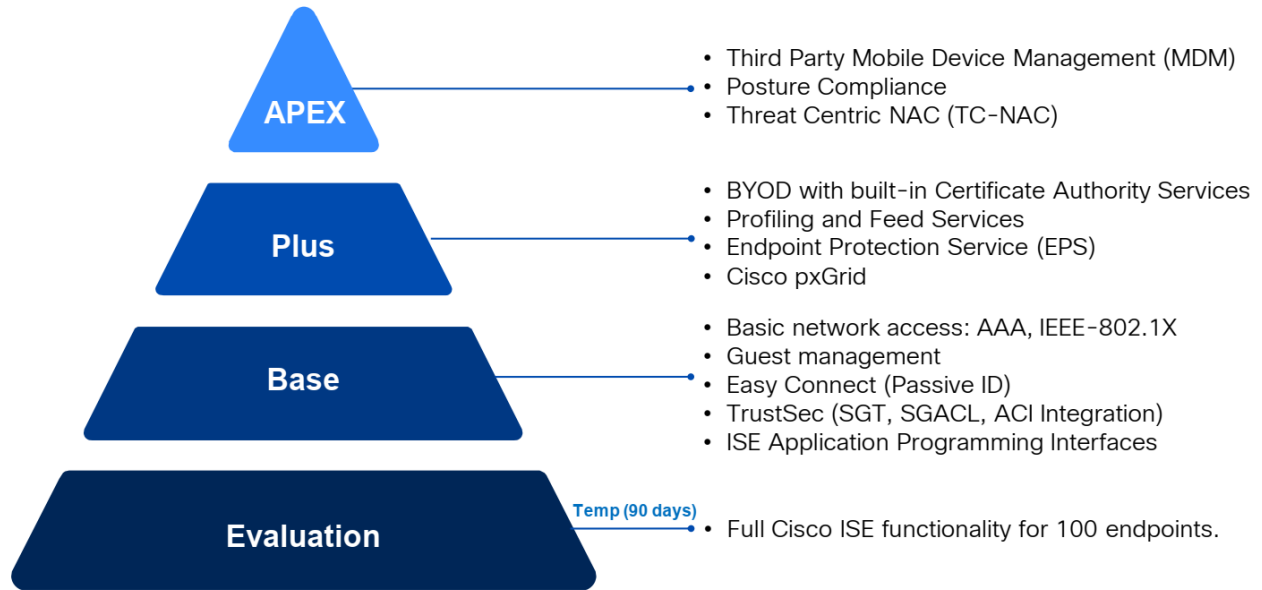 APEX
• Third Party Mobile Device Management (MDM)
• Posture Compliance
• Threat Centric NAC (TC-NAC)
Plus
• BYOD with built-in Certificate Authority Services
• Profiling and Feed Services
• Endpoint Protection Service (EPS)
• Cisco pxGrid
Base
• Basic network access: AAA, IEEE-802.1X
• Guest management
• Easy Connect (Passive ID)
• TrustSec (SGT, SGACL, ACI Integration)
• ISE Application Programming Interfaces
Evaluation
Temp (90 days)
• Full Cisco ISE functionality for 100 endpoints.